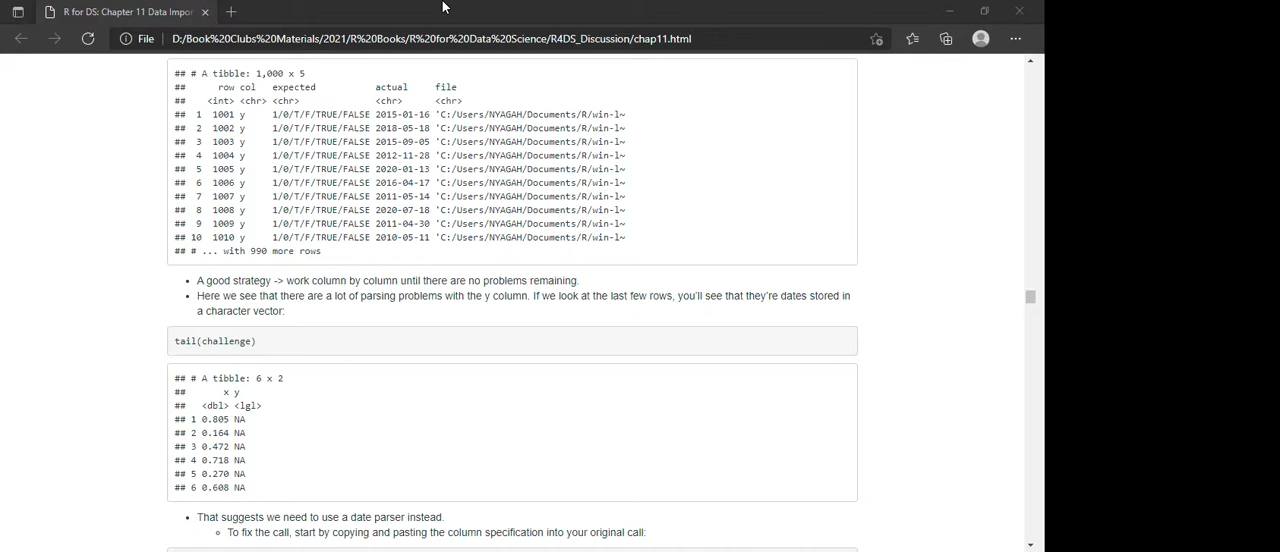 R for DS: Chapter 11 Data Impor
File D:/Book%20Clubs%20Materials/2021/R%20Books/R%20for%20Data%20Science/R4DS_Discussion/chap11.html
## # A tibble: 1,000 x 5
## row col expected actual file
## <int> <chr> <chr> <chr> <chr>
## 1 1001 y 1/0/T/F/TRUE/FALSE 2015-01-16 'C:/Users/NYAGAH/Documents/R/win-l~
## 2 1002 y 1/0/T/F/TRUE/FALSE 2018-05-18 'C:/Users/NYAGAH/Documents/R/win-l~
## 3 1003 y 1/0/T/F/TRUE/FALSE 2015-09-05 'C:/Users/NYAGAH/Documents/R/win-l~
## 4 1004 y 1/0/T/F/TRUE/FALSE 2012-11-28 'C:/Users/NYAGAH/Documents/R/win-l~
## 5 1005 y 1/0/T/F/TRUE/FALSE 2020-01-13 'C:/Users/NYAGAH/Documents/R/win-l~
## 6 1006 y 1/0/T/F/TRUE/FALSE 2016-04-17 'C:/Users/NYAGAH/Documents/R/win-l~
## 7 1007 y 1/0/T/F/TRUE/FALSE 2011-05-14 'C:/Users/NYAGAH/Documents/R/win-l~
## 8 1008 y 1/0/T/F/TRUE/FALSE 2020-07-18 'C:/Users/NYAGAH/Documents/R/win-l~
## 9 1009 y 1/0/T/F/TRUE/FALSE 2011-04-30 'C:/Users/NYAGAH/Documents/R/win-l~
## 10 1010 y 1/0/T/F/TRUE/FALSE 2010-05-11 'C:/Users/NYAGAH/Documents/R/win-l~
## # ... with 990 more rows
• A good strategy -> work column by column until there are no problems remaining.
• Here we see that there are a lot of parsing problems with the y column. If we look at the last few rows, you'll see that they're dates stored in
a character vector:
tail(challenge)
## # A tibble: 6 x 2
## x y
## <dbl> <lgl>
## 1 0.805 NA
## 2 0.164 NA
## 3 0.472 NA
## 4 0.718 NA
## 5 0.270 NA
## 6 0.608 NA
• That suggests we need to use a date parser instead.
◦ To fix the call, start by copying and pasting the column specification into your original call: